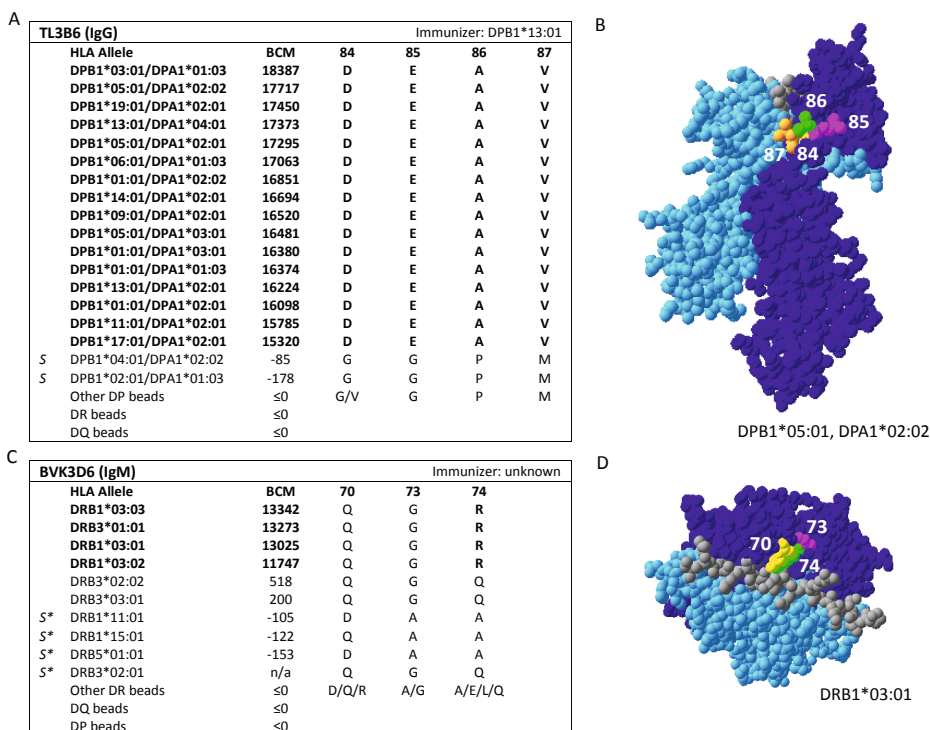 A
TL3B6 (IgG) Immunizer: DPB1*13:01
HLA Allele BCM 84 85 86 87
DPB1*03:01/DPA1*01:03 18387 D E A V
DPB1*05:01/DPA1*02:02 17717 D E A V
DPB1*19:01/DPA1*02:01 17450 D E A V
DPB1*13:01/DPA1*04:01 17373 D E A V
DPB1*05:01/DPA1*02:01 17295 D E A V
DPB1*06:01/DPA1*01:03 17063 D E A V
DPB1*01:01/DPA1*02:02 16851 D E A V
DPB1*14:01/DPA1*02:01 16694 D E A V
DPB1*09:01/DPA1*02:01 16520 D E A V
DPB1*05:01/DPA1*03:01 16481 D E A V
DPB1*01:01/DPA1*03:01 16380 D E A V
DPB1*01:01/DPA1*01:03 16374 D E A V
DPB1*13:01/DPA1*02:01 16224 D E A V
DPB1*01:01/DPA1*02:01 16098 D E A V
DPB1*11:01/DPA1*02:01 15785 D E A V
DPB1*17:01/DPA1*02:01 15320 D E A V
S DPB1*04:01/DPA1*02:02 -85 G G P M
S DPB1*02:01/DPA1*01:03 -178 G G P M
Other DP beads ≤0 G/V G P M
DR beads ≤0
DQ beads ≤0
B
86
85
87 84
DPB1*05:01, DPA1*02:02
C
BVK3D6 (IgM) Immunizer: unknown
HLA Allele BCM 70 73 74
DRB1*03:03 13342 Q G R
DRB3*01:01 13273 Q G R
DRB1*03:01 13025 Q G R
DRB1*03:02 11747 Q G R
DRB3*02:02 518 Q G Q
DRB3*03:01 200 Q G Q
S* DRB1*11:01 -105 D A A
S* DRB1*15:01 -122 Q A A
S* DRB5*01:01 -153 D A A
S* DRB3*02:01 n/a Q G Q
Other DR beads ≤0 D/Q/R A/G A/E/L/Q
DQ beads ≤0
DP beads ≤0
D
73
70
74
DRB1*03:01